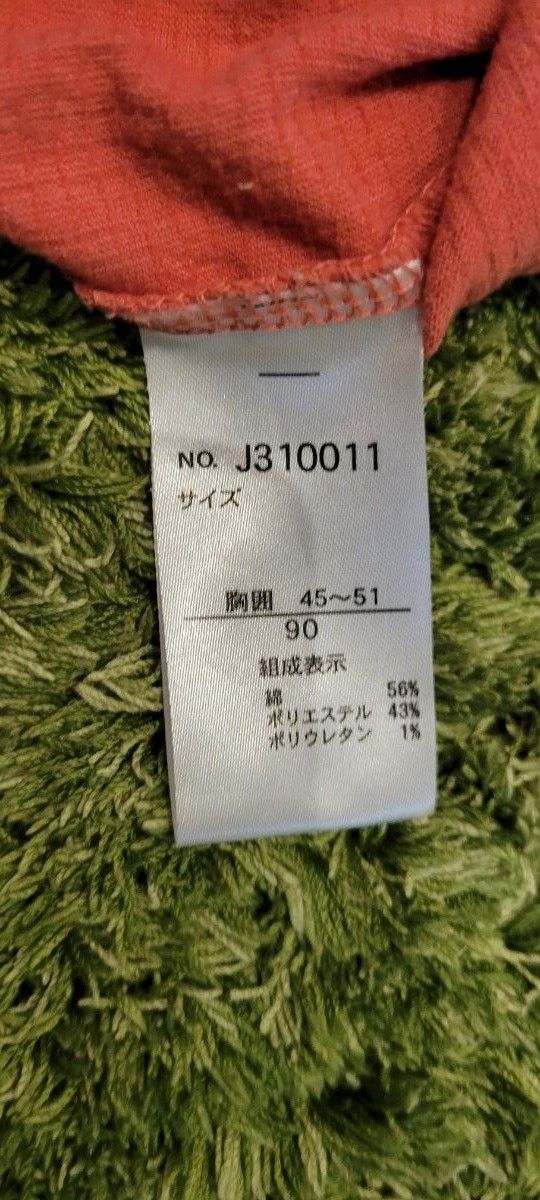 NO. J310011
サイズ
胸囲 45~51
90
組成表示
綿 56%
ポリエステル 43%
ポリウレタン 1%